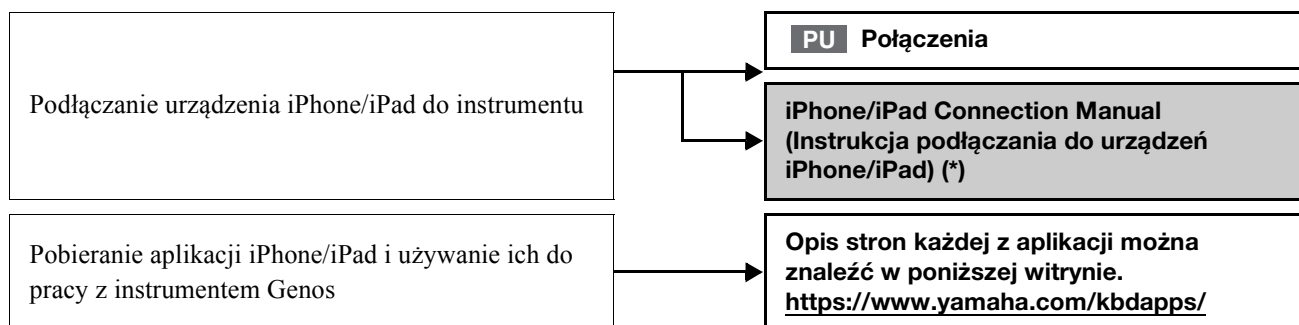 Podłączanie urządzenia iPhone/iPad do instrumentu
PU Połączenia
iPhone/iPad Connection Manual
(Instrukcja podłączania do urządzeń
iPhone/iPad) (*)
Pobieranie aplikacji iPhone/iPad i używanie ich do
pracy z instrumentem Genos
Opis stron każdej z aplikacji można
znaleźć w poniższej witrynie.
https://www.yamaha.com/kbdapps/